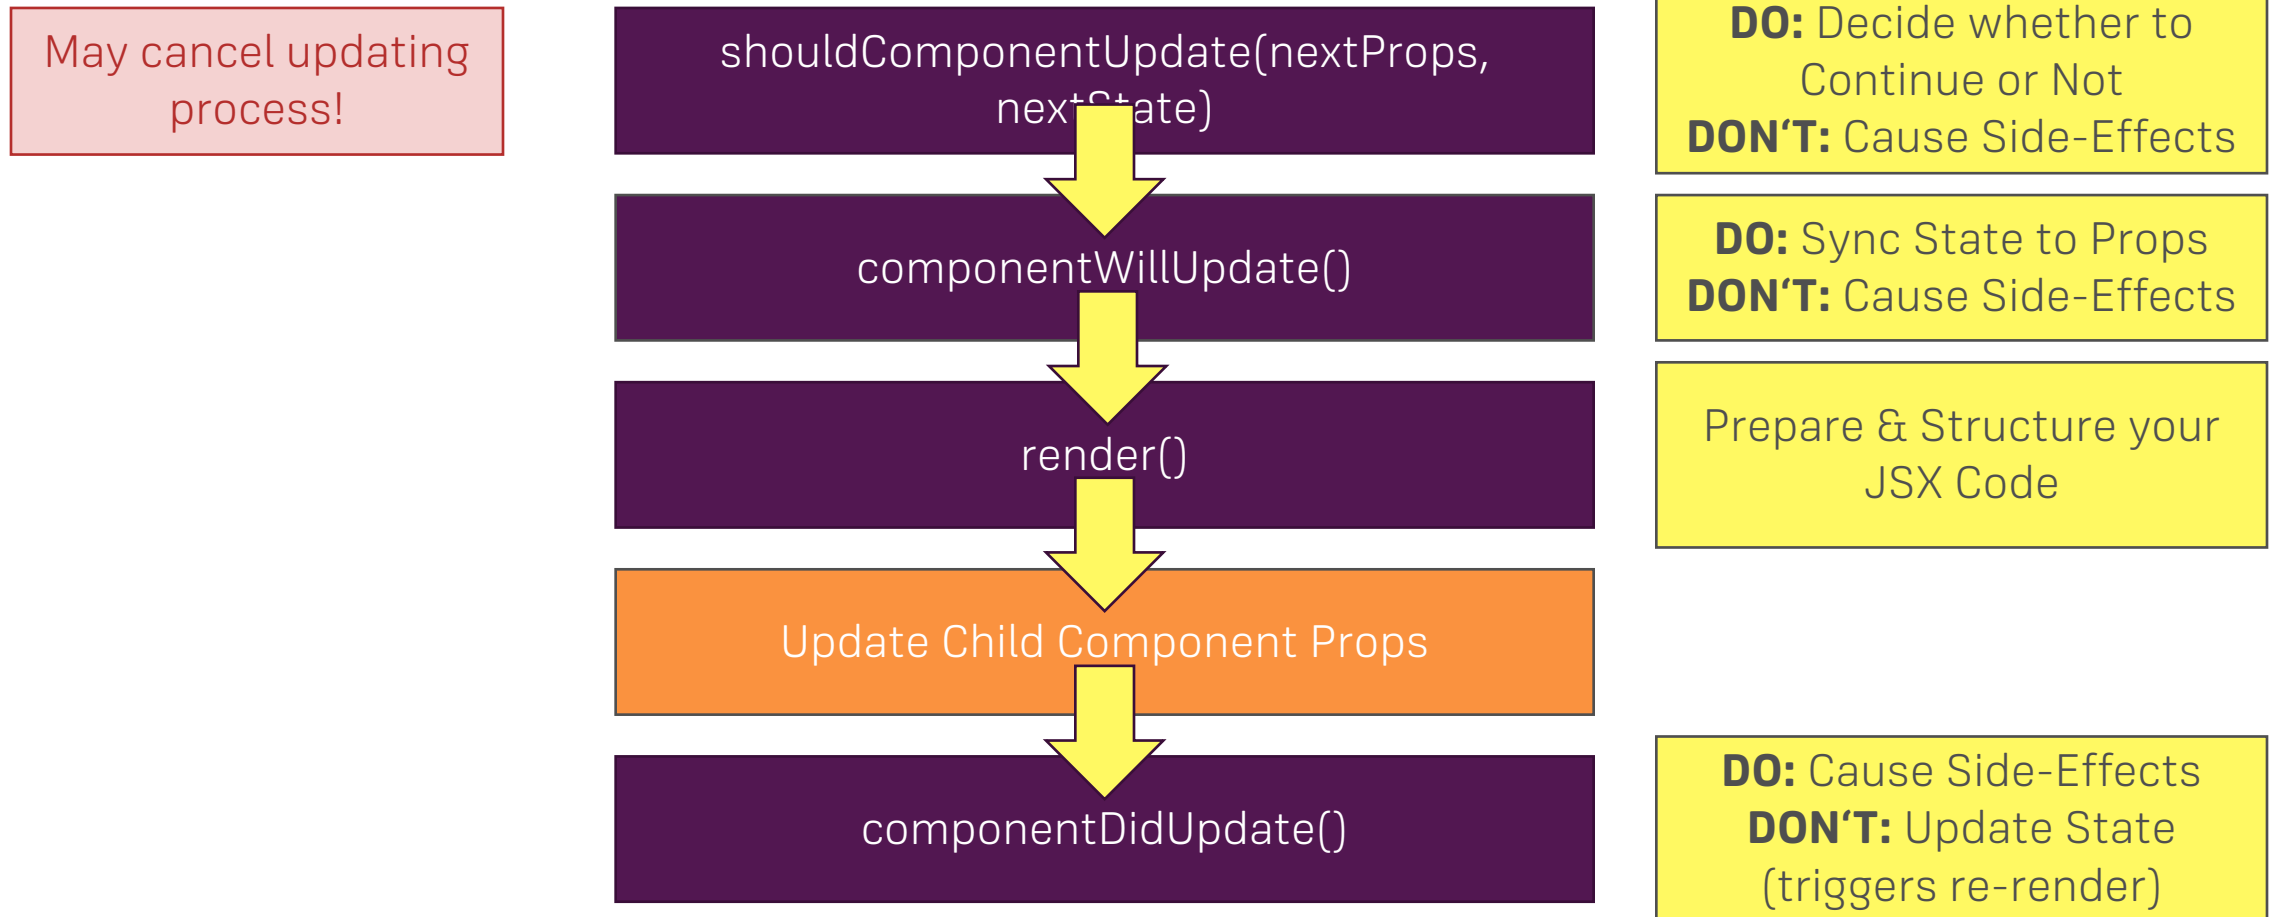 May cancel updating
process!
shouldComponentUpdate(nextProps,
nextState)
DO: Decide whether to
Continue or Not
DON‘T: Cause Side-Effects
componentWillUpdate()
DO: Sync State to Props
DON‘T: Cause Side-Effects
render()
Prepare & Structure your
JSX Code
Update Child Component Props
componentDidUpdate()
DO: Cause Side-Effects
DON‘T: Update State
(triggers re-render)